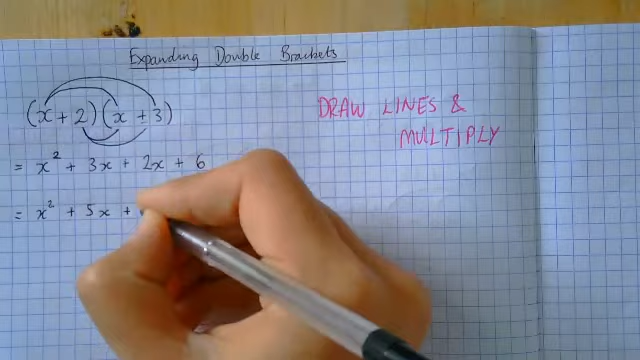 Expanding Double Brackets
(x + 2)(x + 3)
DRAW LINES &
MULTIPLY
= x² + 3x + 2x + 6
= x² + 5x +